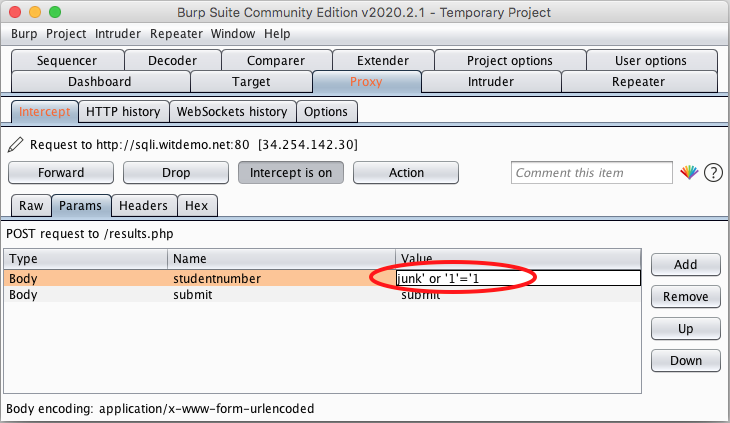 Burp Suite Community Edition v2020.2.1 - Temporary Project
Burp Project Intruder Repeater Window Help
Sequencer Decoder Comparer Extender Project options User options
Dashboard Target Proxy Intruder Repeater
Intercept HTTP history WebSockets history Options
Request to http://sqli.witdemo.net:80 [34.254.142.30]
Forward Drop Intercept is on Action Comment this item ?
Raw Params Headers Hex
POST request to /results.php
Type Name Value
Body studentnumber junk' or '1'='1
Body submit submit
Add
Remove
Up
Down
Body encoding: application/x-www-form-urlencoded